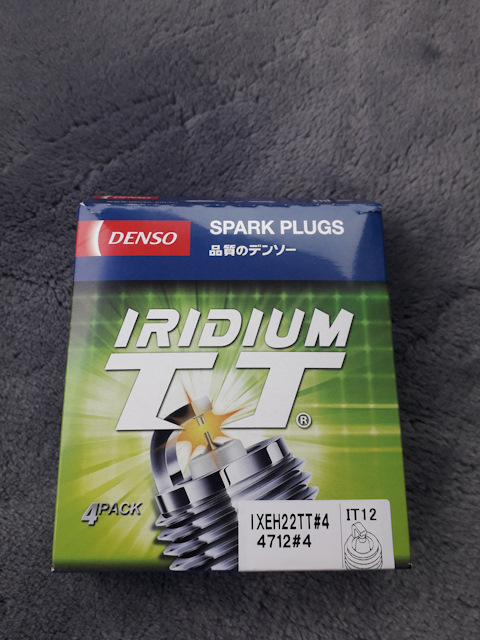 DENSO
SPARK PLUGS
品質のデンソー
IRIDIUM
TT®
4PACK
IXEH22TT#4
4712#4
IT12